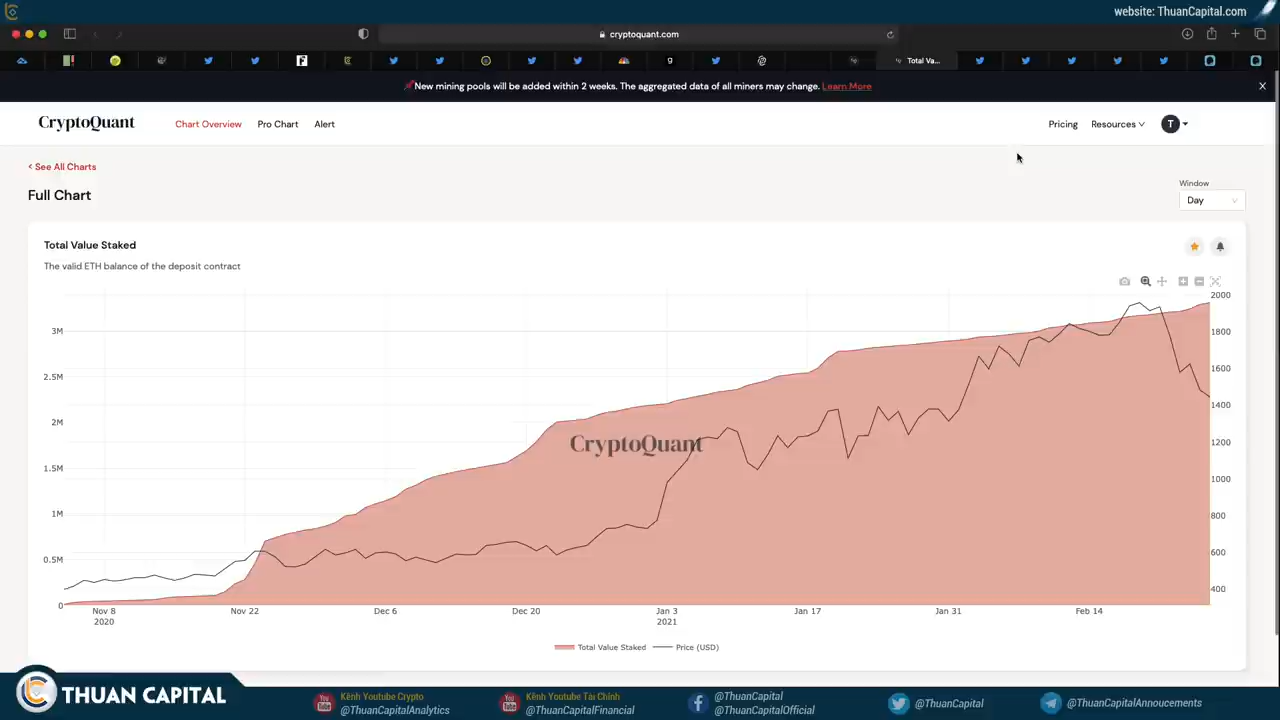 website: ThuanCapital.com
cryptoquant.com
Total Va...
New mining pools will be added within 2 weeks. The aggregated data of all miners may change. Learn More
CryptoQuant
Chart Overview
Pro Chart
Alert
Pricing
Resources
T
< See All Charts
Full Chart
Window
Day
Total Value Staked
The valid ETH balance of the deposit contract
3M
2.5M
2M
1.5M
1M
0.5M
0
2000
1800
1600
1400
1200
1000
800
600
400
CryptoQuant
Nov 8
2020
Nov 22
Dec 6
Dec 20
Jan 3
2021
Jan 17
Jan 31
Feb 14
Total Value Staked
Price (USD)
THUAN CAPITAL
Kênh Youtube Crypto
@ThuanCapitalAnalytics
Kênh Youtube Tài Chính
@ThuanCapitalFinancial
@ThuanCapital
@ThuanCapitalOfficial
@ThuanCapital
@ThuanCapitalAnnoucements